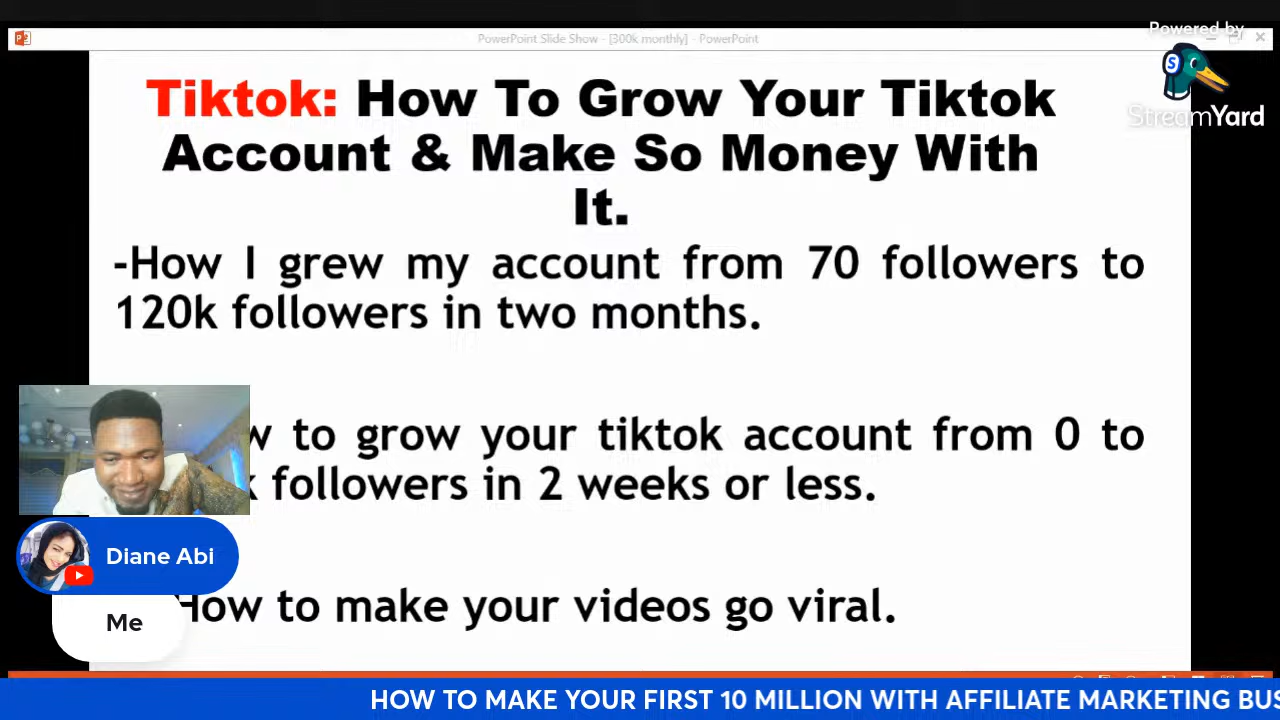 PowerPoint Slide Show - [300k monthly] - PowerPoint
Powered by
StreamYard
Tiktok: How To Grow Your Tiktok
Account & Make So Money With
It.
-How I grew my account from 70 followers to
120k followers in two months.
to grow your tiktok account from 0 to
followers in 2 weeks or less.
Diane Abi
Me
How to make your videos go viral.
HOW TO MAKE YOUR FIRST 10 MILLION WITH AFFILIATE MARKETING